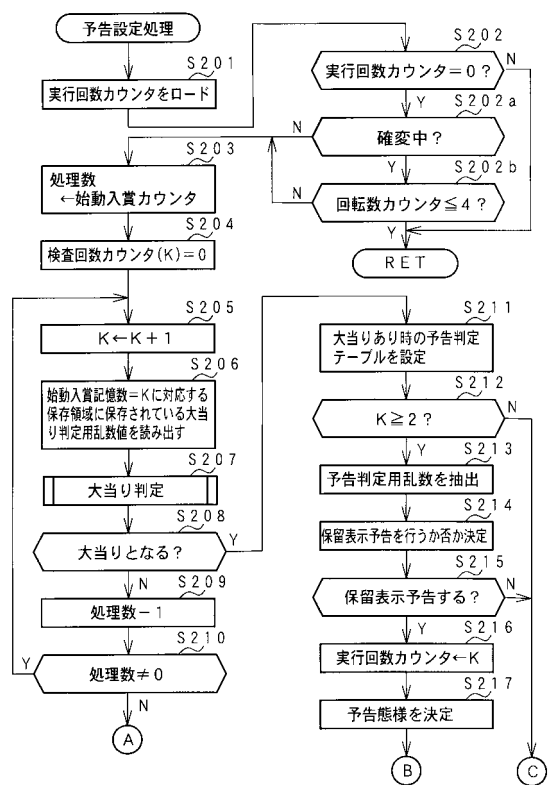 予告設定処理
S201
実行回数カウンタをロード
S202
実行回数カウンタ=0?
N
Y
S202a
確変中?
N
Y
S202b
回転数カウンタ≦4?
N
Y
RET
S203
処理数
←始動入賞カウンタ
S204
検査回数カウンタ(K)=0
S205
K←K+1
S206
始動入賞記憶数=Kに対応する
保存領域に保存されている大当
り判定用乱数値を読み出す
S207
大当り判定
S208
大当りとなる?
Y
N
S209
処理数-1
S210
処理数≠0
Y
N
A
S211
大当りあり時の予告判定
テーブルを設定
S212
K≧2?
N
Y
S213
予告判定用乱数を抽出
S214
保留表示予告を行うか否か決定
S215
保留表示予告する?
N
Y
S216
実行回数カウンタ←K
S217
予告態様を決定
B
C